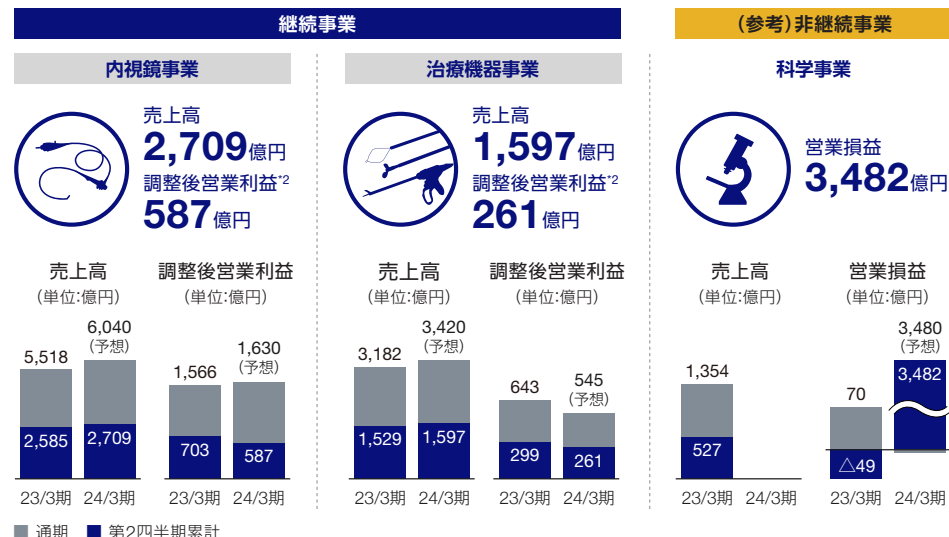 継続事業
(参考)非継続事業
内視鏡事業
売上高
2,709億円
調整後営業利益*2
587億円
売上高
(単位:億円)
5,518
6,040
(予想)
2,585
2,709
23/3期
24/3期
調整後営業利益
(単位:億円)
1,566
1,630
(予想)
703
587
23/3期
24/3期
治療機器事業
売上高
1,597億円
調整後営業利益*2
261億円
売上高
(単位:億円)
3,182
3,420
(予想)
1,529
1,597
23/3期
24/3期
調整後営業利益
(単位:億円)
643
545
(予想)
299
261
23/3期
24/3期
科学事業
営業損益
3,482億円
売上高
(単位:億円)
1,354
527
23/3期
24/3期
営業損益
(単位:億円)
70
3,480
(予想)
3,482
△49
23/3期
24/3期
通期
第2四半期累計